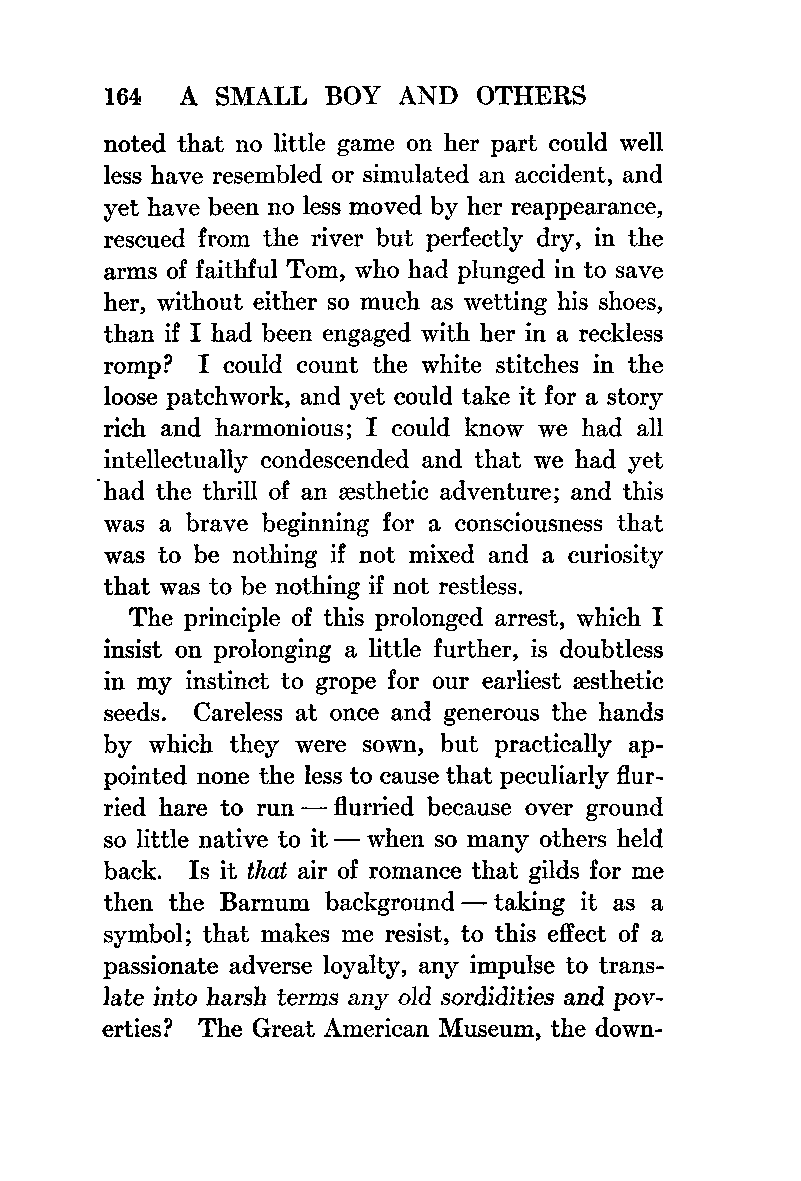 164 A SMALL BOY AND OTHERS
noted that no little game on her part could well
less have resembled or simulated an accident, and
yet have been no less moved by her reappearance,
rescued from the river but perfectly dry, in the
arms of faithful Tom, who had plunged in to save
her, without either so much as wetting his shoes,
than if I had been engaged with her in a reckless
romp? I could count the white stitches in the
loose patchwork, and yet could take it for a story
rich and harmonious; I could know we had all
intellectually condescended and that we had yet
had the thrill of an æsthetic adventure; and this
was a brave beginning for a consciousness that
was to be nothing if not mixed and a curiosity
that was to be nothing if not restless.
The principle of this prolonged arrest, which I
insist on prolonging a little further, is doubtless
in my instinct to grope for our earliest æsthetic
seeds. Careless at once and generous the hands
by which they were sown, but practically ap-
pointed none the less to cause that peculiarly flur-
ried hare to run — flurried because over ground
so little native to it — when so many others held
back. Is it that air of romance that gilds for me
then the Barnum background — taking it as a
symbol; that makes me resist, to this effect of a
passionate adverse loyalty, any impulse to trans-
late into harsh terms any old sordidities and pov-
erties? The Great American Museum, the down-